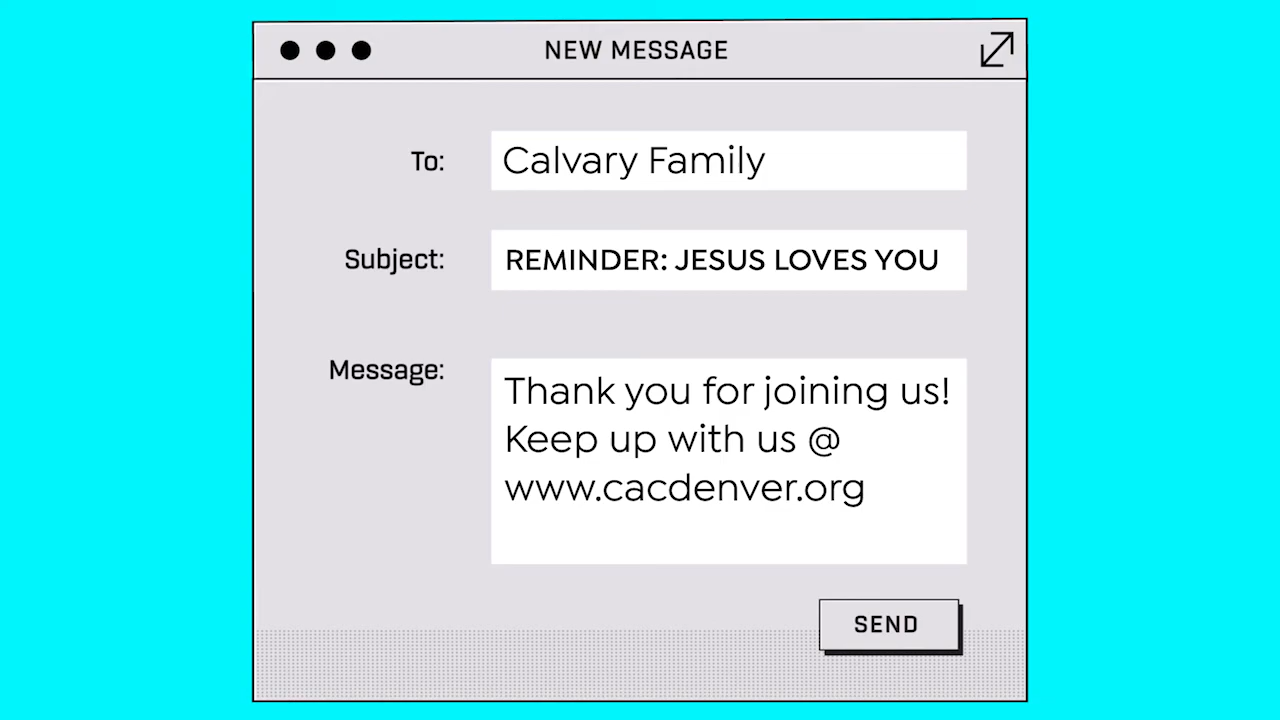 NEW MESSAGE
To: Calvary Family
Subject: REMINDER: JESUS LOVES YOU
Message: Thank you for joining us!
Keep up with us @
www.cacdenver.org
SEND